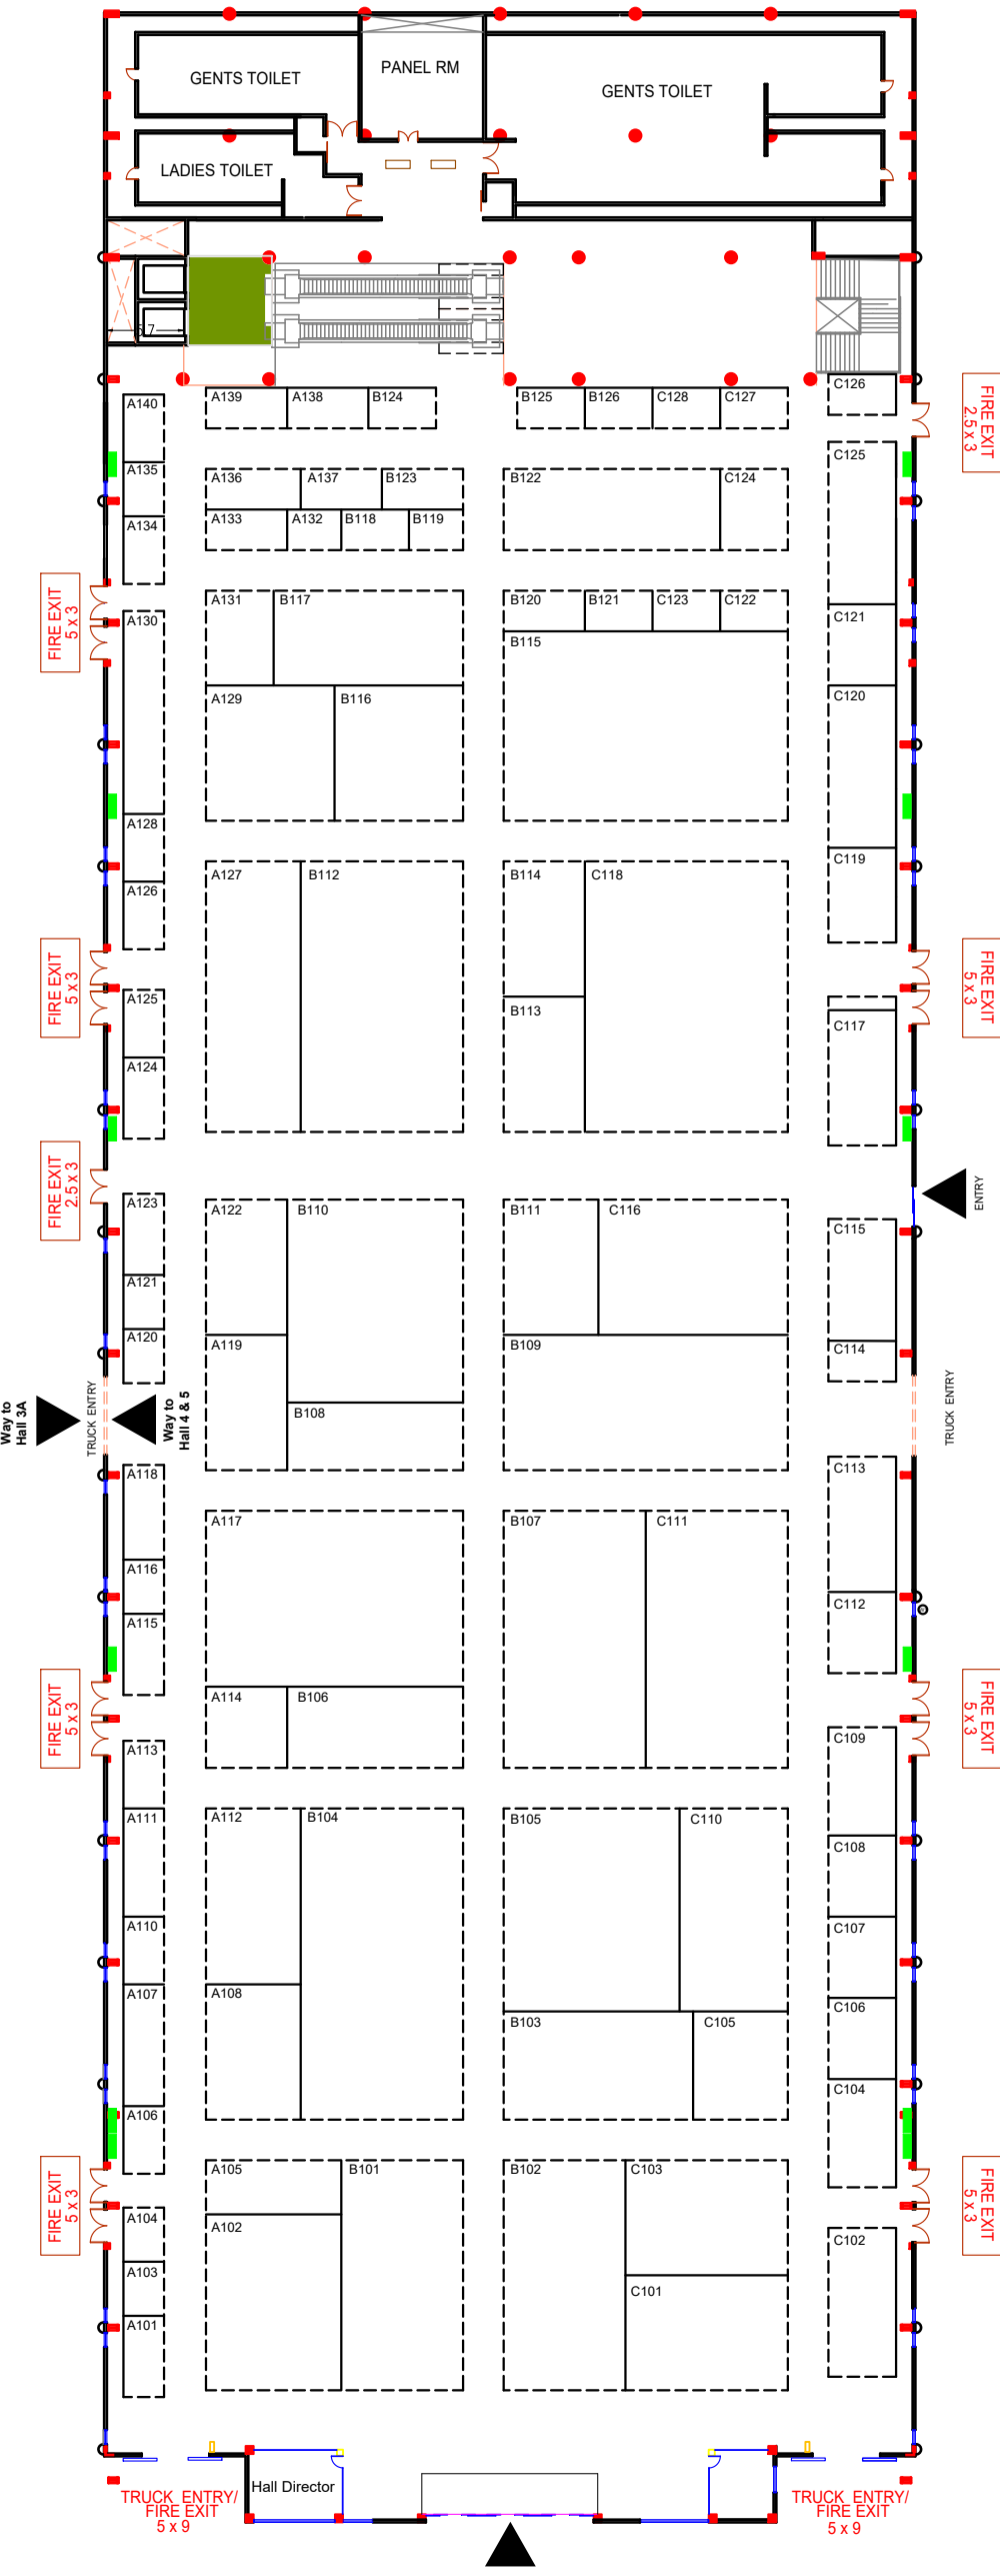 GENTS TOILET
PANEL RM
GENTS TOILET
LADIES TOILET
C126
A139
A138
B124
B125
B126
C128
C127
A140
FIRE EXIT
2.5 x 3
C125
A135
A136
A137
B123
B122
C124
A134
A133
A132
B118
B119
FIRE EXIT
5 x 3
A131
B117
B120
B121
C123
C122
A130
C121
B115
A129
B116
C120
A128
C119
A127
B112
B114
C118
A126
FIRE EXIT
5 x 3
FIRE EXIT
5 x 3
A125
B113
C117
A124
FIRE EXIT
2.5 x 3
ENTRY
A123
A122
B110
B111
C116
C115
A121
A120
A119
B109
C114
Way to
Hall 3A
TRUCK ENTRY
Way to
Hall 4 & 5
B108
TRUCK ENTRY
A118
C113
A117
B107
C111
A116
C112
A115
FIRE EXIT
5 x 3
A114
B106
FIRE EXIT
5 x 3
A113
C109
A111
A112
B104
B105
C110
C108
A110
C107
A107
A108
C106
B103
C105
A106
C104
FIRE EXIT
5 x 3
A105
B101
B102
C103
FIRE EXIT
5 x 3
A104
A102
C102
A103
C101
A101
Hall Director
TRUCK ENTRY/
FIRE EXIT
5 x 9
TRUCK ENTRY/
FIRE EXIT
5 x 9